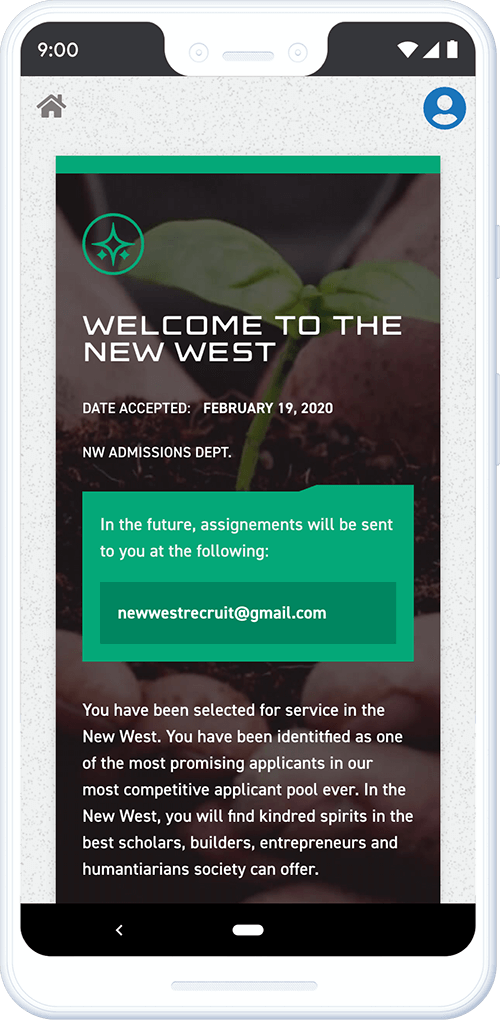 9:00
WELCOME TO THE
NEW WEST
DATE ACCEPTED: FEBRUARY 19, 2020
NW ADMISSIONS DEPT.
In the future, assignements will be sent
to you at the following:
newwestrecruit@gmail.com
You have been selected for service in the
New West. You have been identitfied as one
of the most promising applicants in our
most competitive applicant pool ever. In the
New West, you will find kindred spirits in the
best scholars, builders, entrepreneurs and
humantiarians society can offer.